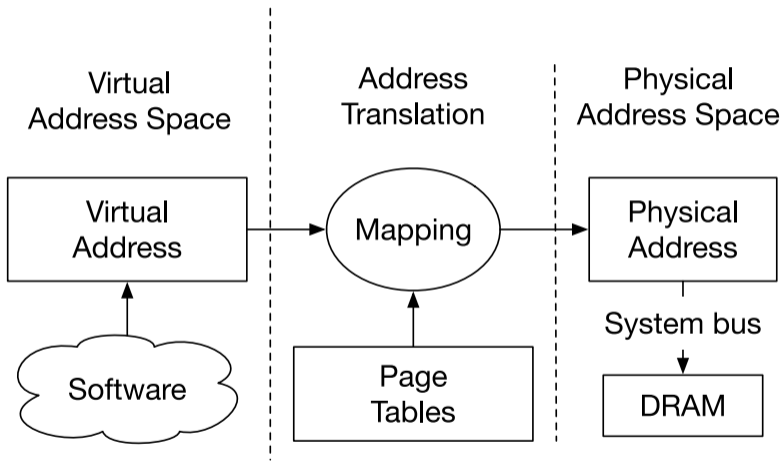 Virtual
Address Space
Address
Translation
Physical
Address Space
Virtual
Address
Mapping
Physical
Address
System bus
Software
Page
Tables
DRAM